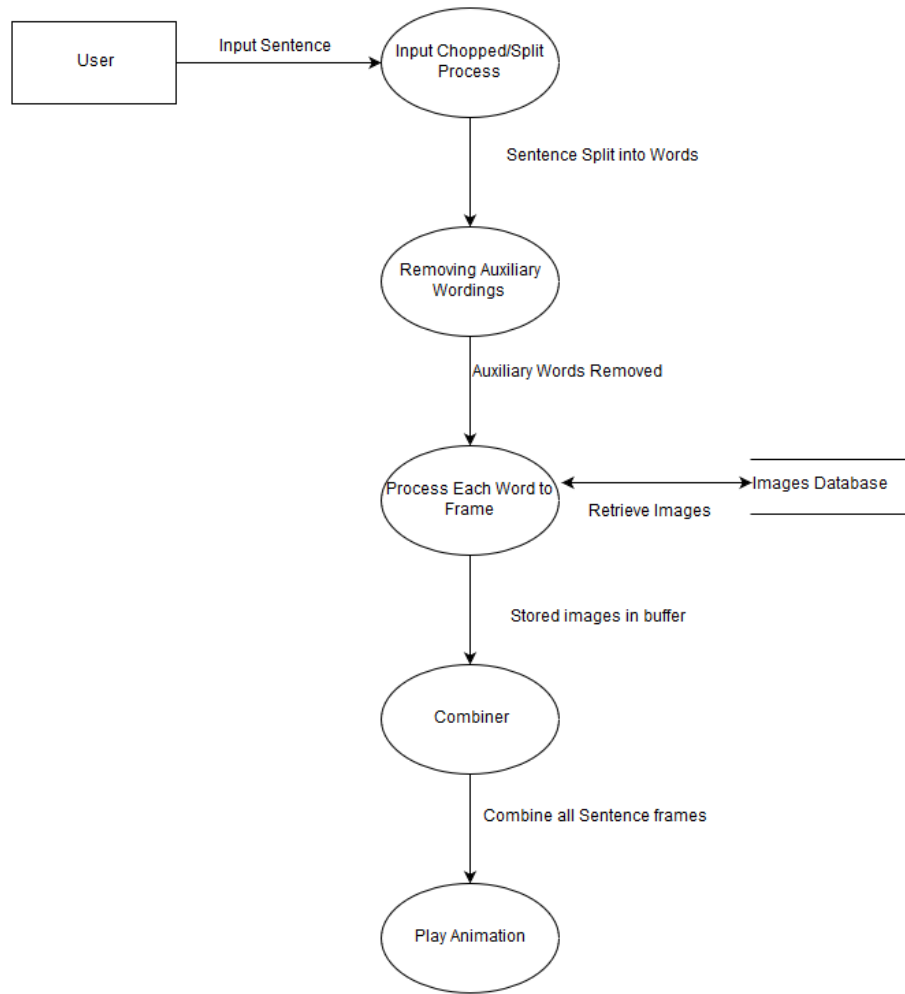 User
Input Sentence
Input Chopped/Split
Process
Sentence Split into Words
Removing Auxiliary
Wordings
Auxiliary Words Removed
Process Each Word to
Frame
Retrieve Images
Images Database
Stored images in buffer
Combiner
Combine all Sentence frames
Play Animation